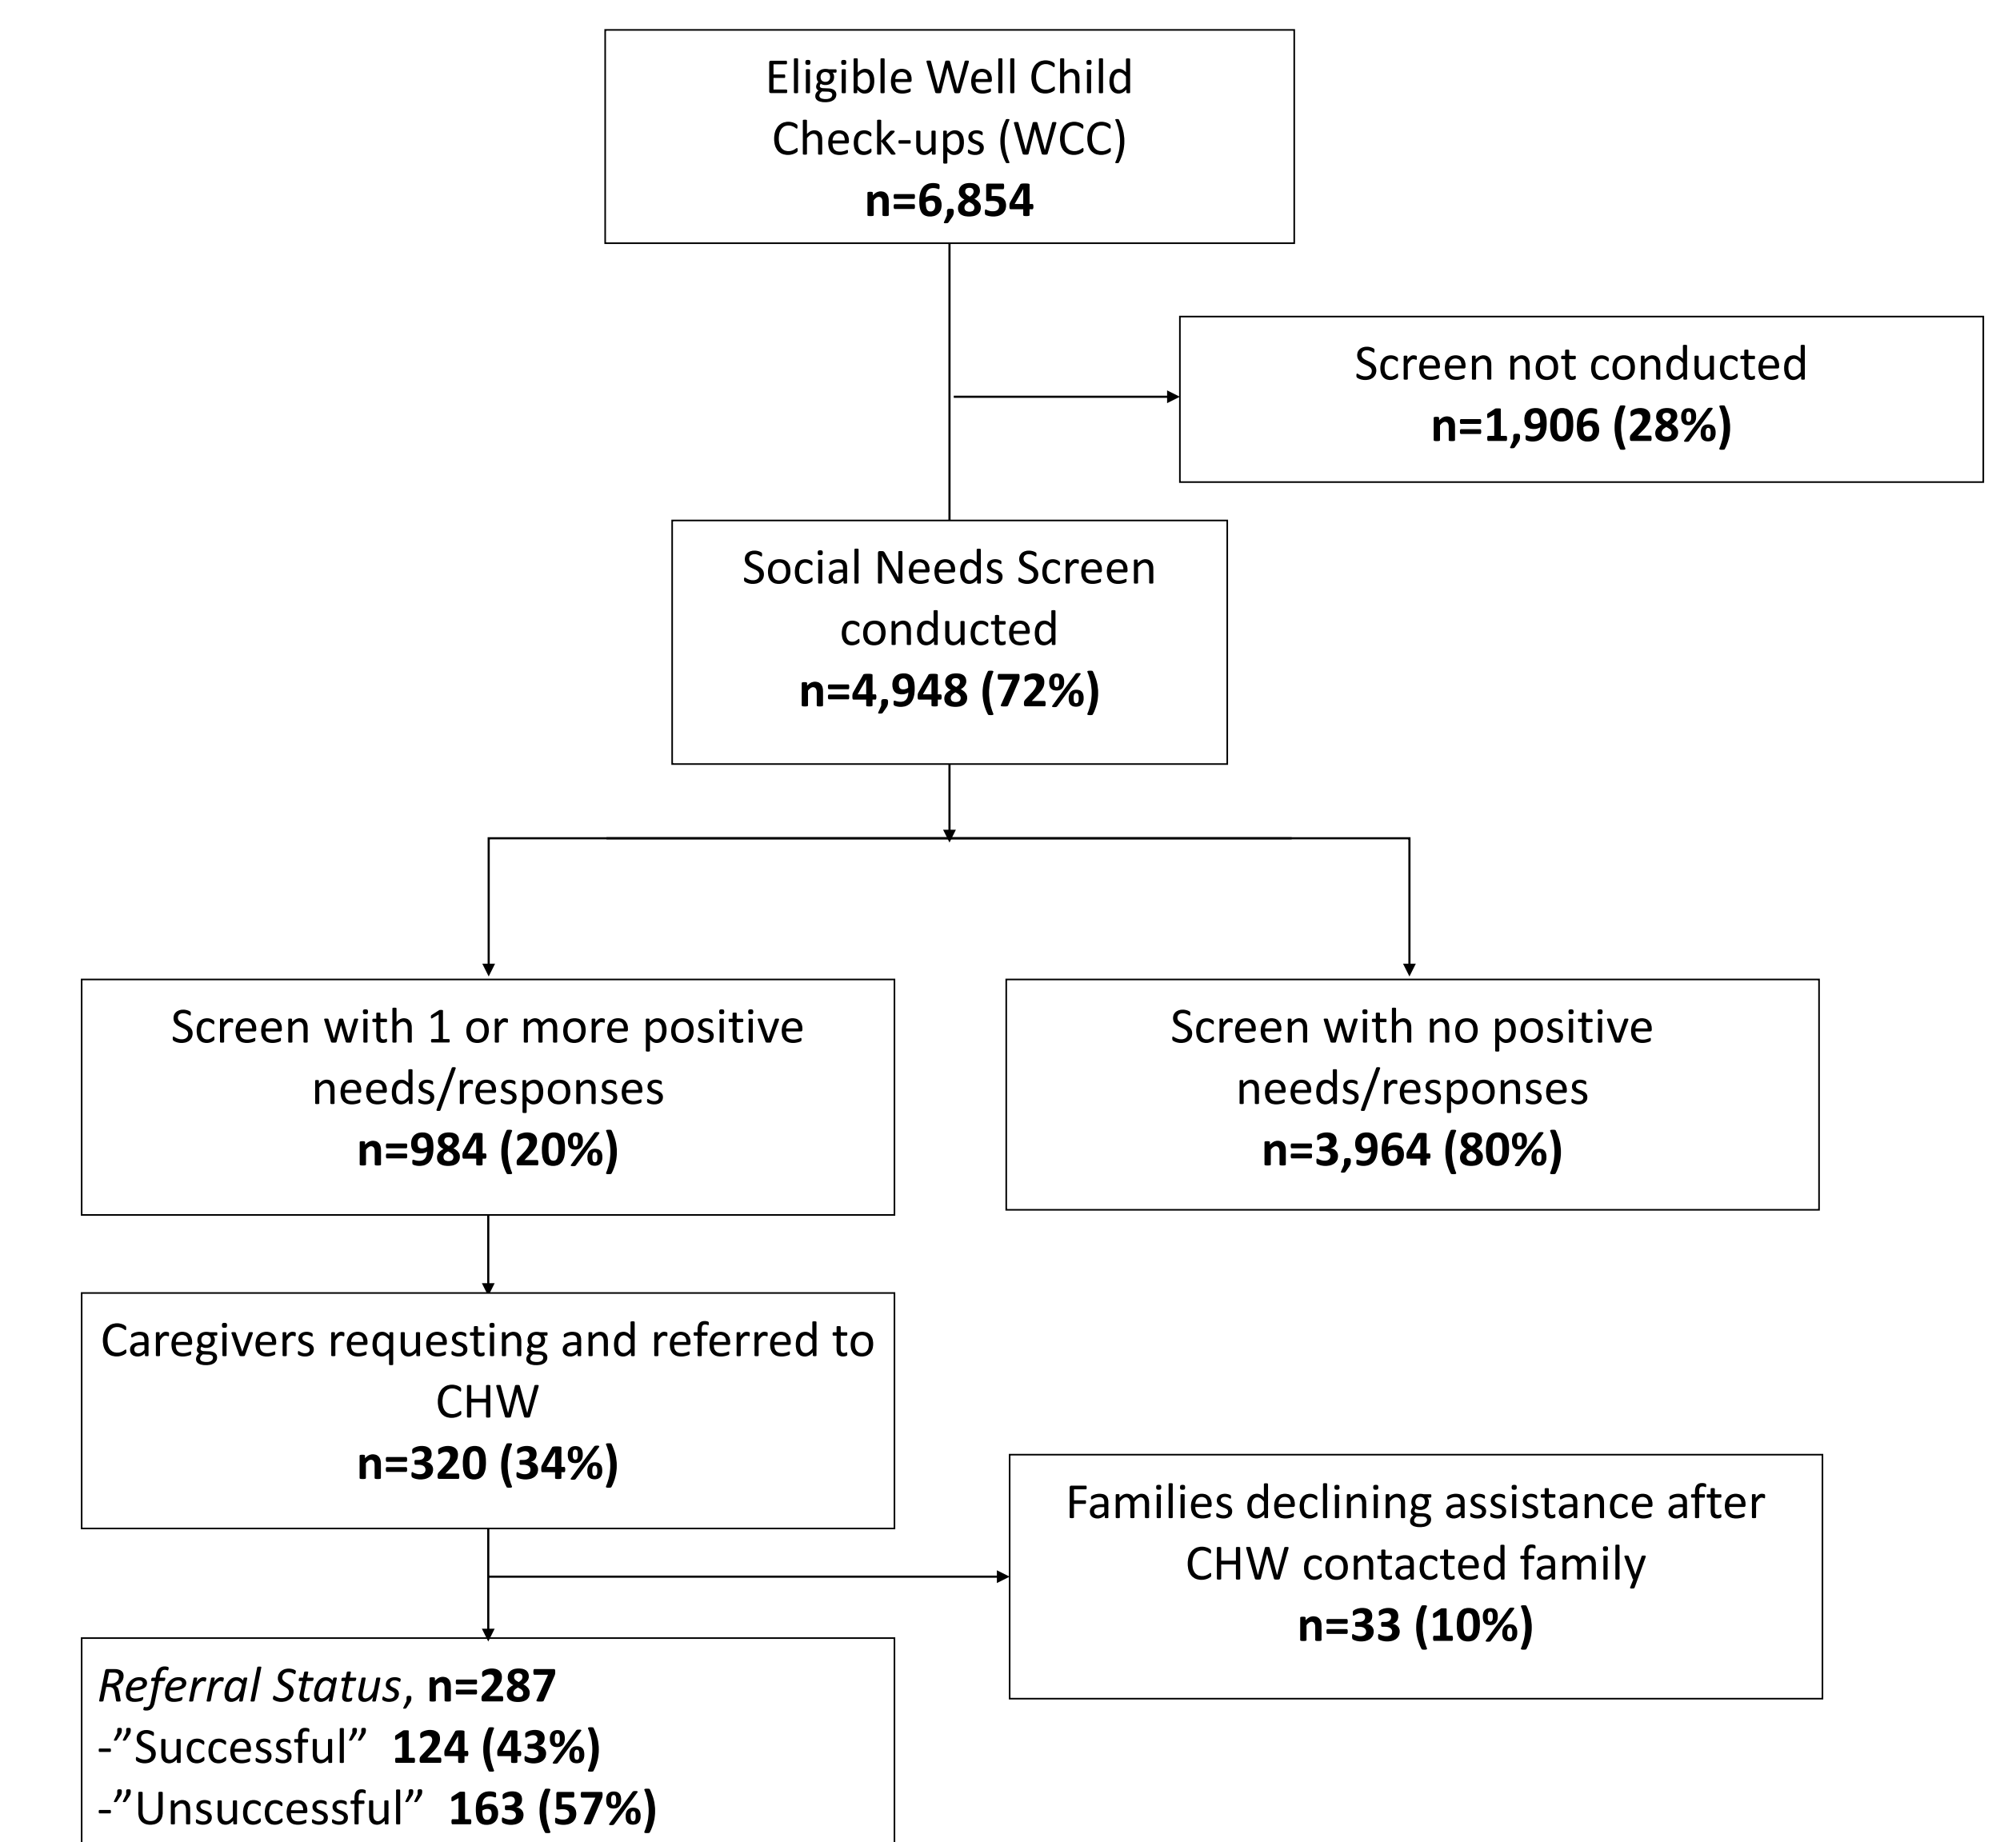 Eligible Well Child
Check-ups (WCC)
n=6,854
Screen not conducted
n=1,906 (28%)
Social Needs Screen
conducted
n=4,948 (72%)
Screen with 1 or more positive
needs/responses
n=984 (20%)
Screen with no positive
needs/responses
n=3,964 (80%)
Caregivers requesting and referred to
CHW
n=320 (34%)
Families declining assistance after
CHW contacted family
n=33 (10%)
Referral Status, n=287
-”Successful” 124 (43%)
-”Unsuccessful” 163 (57%)